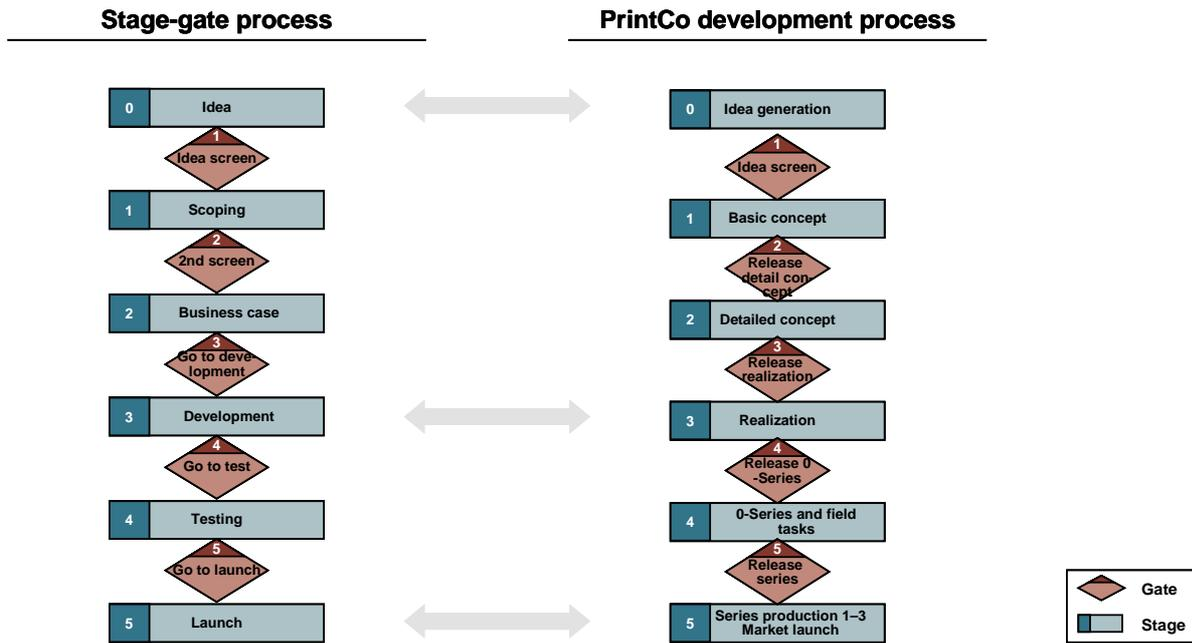 Stage-gate process
0
Idea
1
Idea screen
1
Scoping
2
2nd screen
2
Business case
3
Go to deve-
lopment
3
Development
4
Go to test
4
Testing
5
Go to launch
5
Launch
PrintCo development process
0
Idea generation
1
Idea screen
1
Basic concept
2
Release
detail con-
cept
2
Detailed concept
3
Release
realization
3
Realization
4
Release 0
-Series
4
0-Series and field
tasks
5
Release
series
5
Series production 1–3
Market launch
Gate
Stage